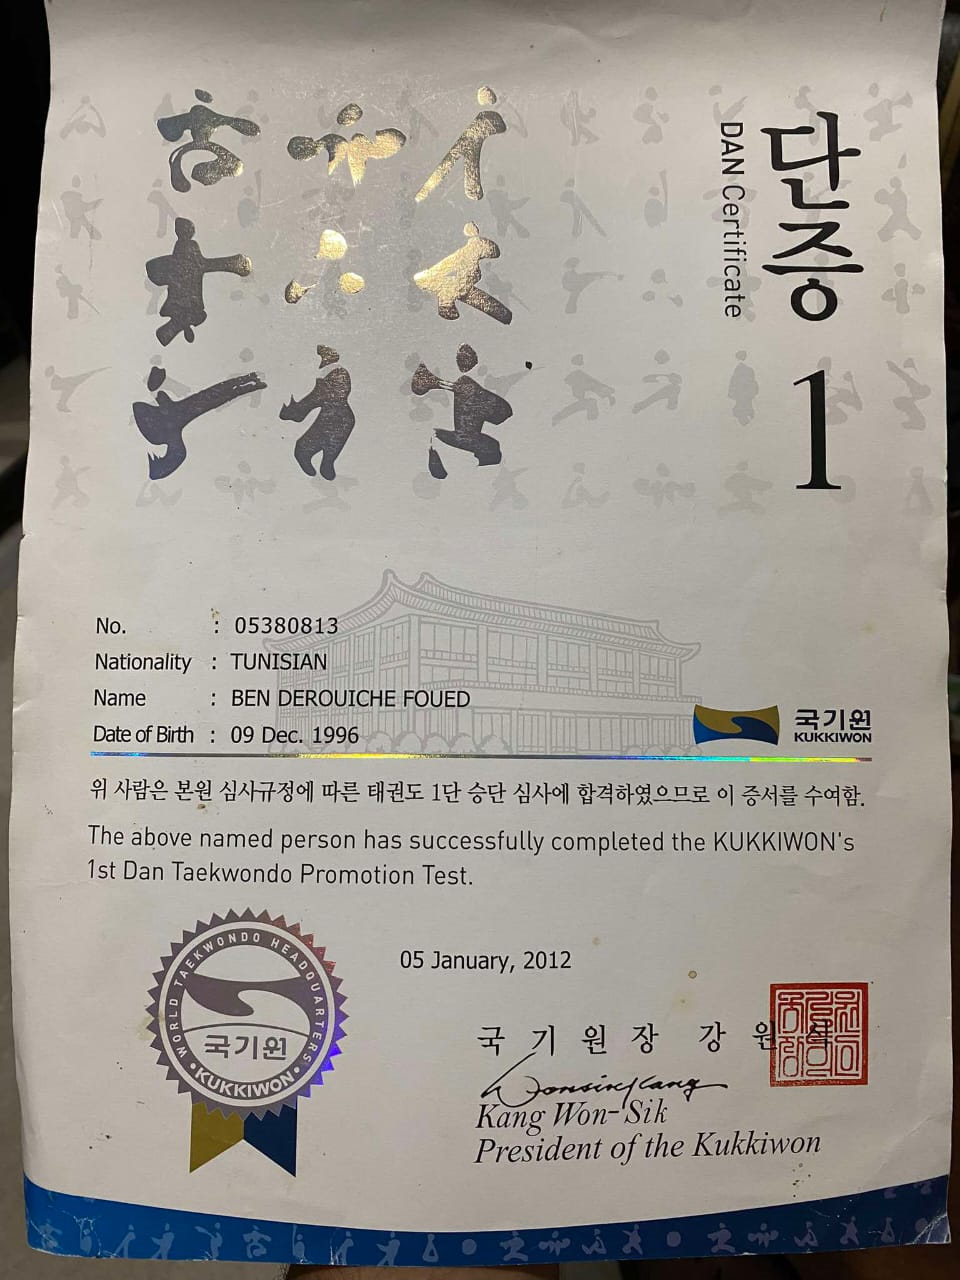 단증
DAN Certificate
1
No. : 05380813
Nationality : TUNISIAN
Name : BEN DEROUICHE FOUED
Date of Birth : 09 Dec. 1996
국기원
KUKKIWON
위 사람은 본원 심사규정에 따른 태권도 1단 승단 심사에 합격하였으므로 이 증서를 수여함.
The above named person has successfully completed the KUKKIWON's
1st Dan Taekwondo Promotion Test.
WORLD TAEKWONDO HEADQUARTERS
국기원
·KUKKIWON·
05 January, 2012
국 기 원 장 강 원 식
Wonsik Kang
Kang Won-Sik
President of the Kukkiwon